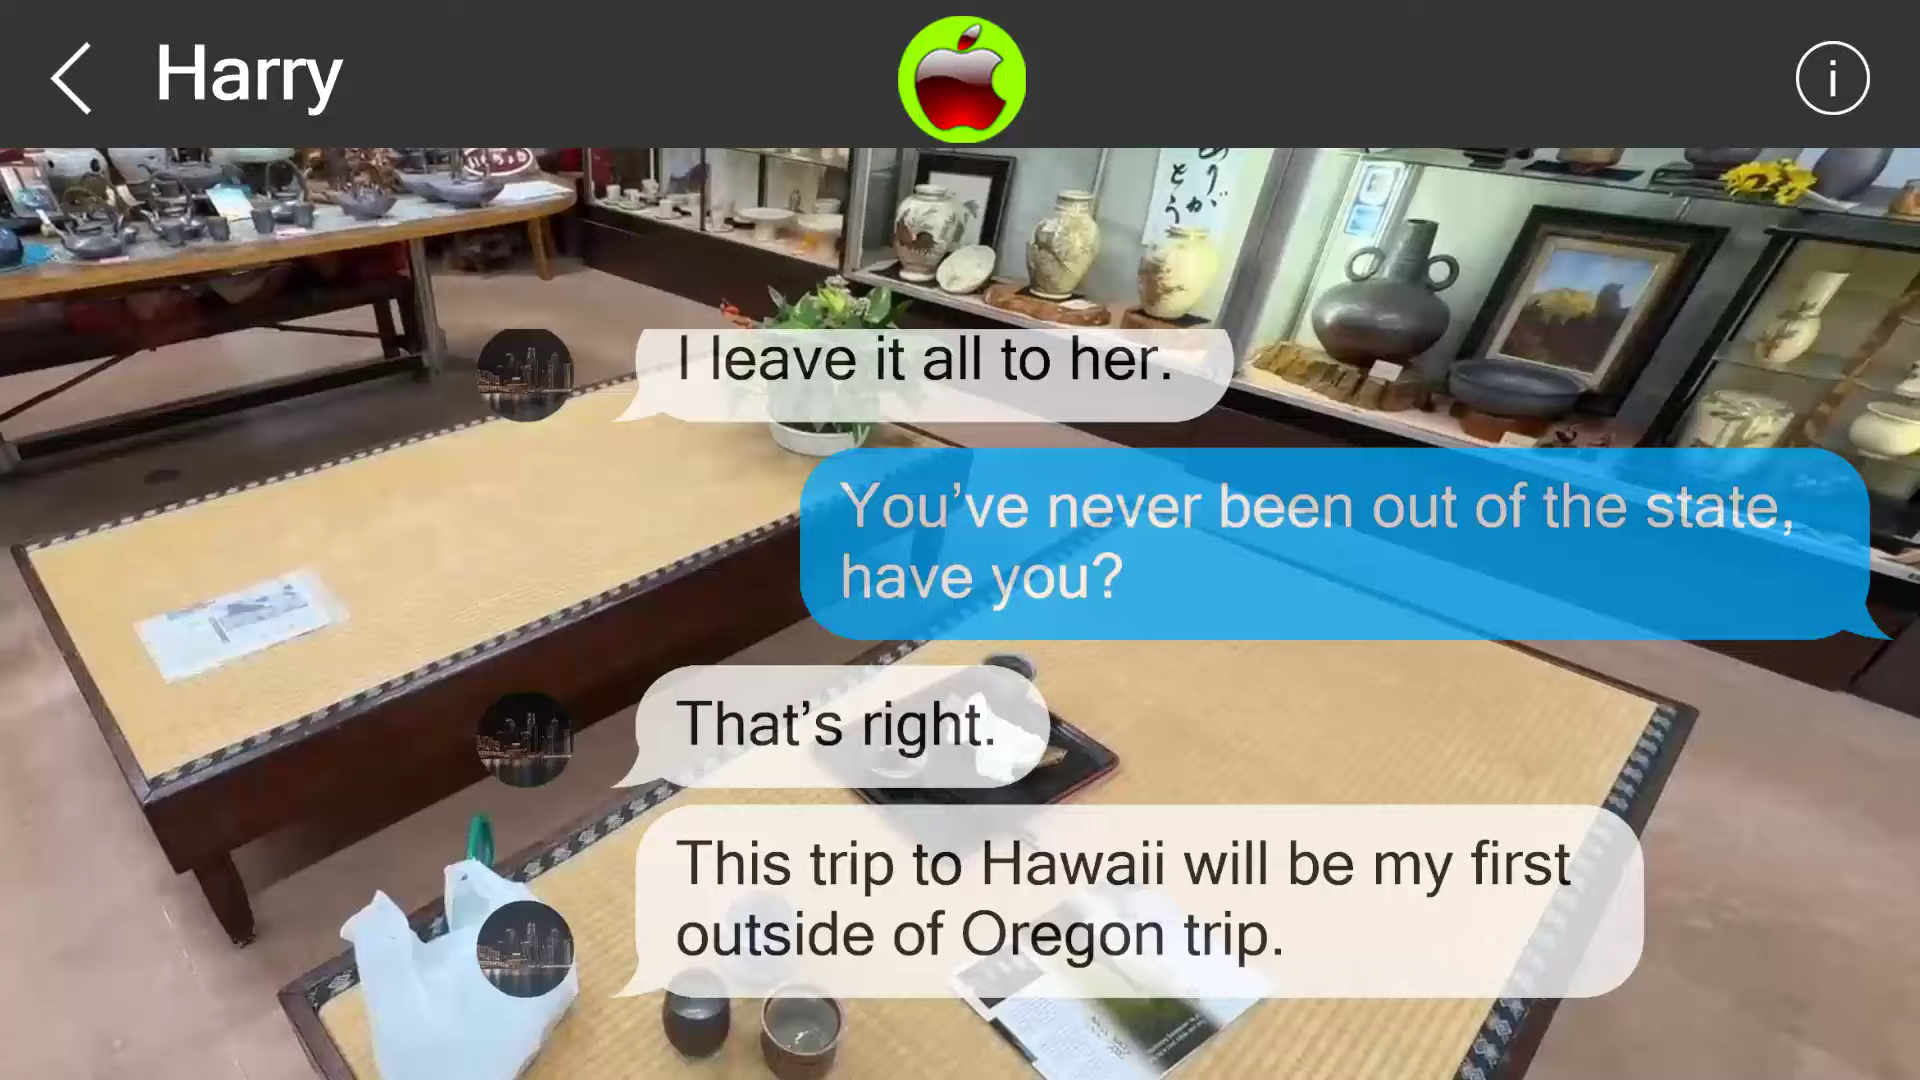 Harry
i
I leave it all to her.
You’ve never been out of the state,
have you?
That’s right.
This trip to Hawaii will be my first
outside of Oregon trip.